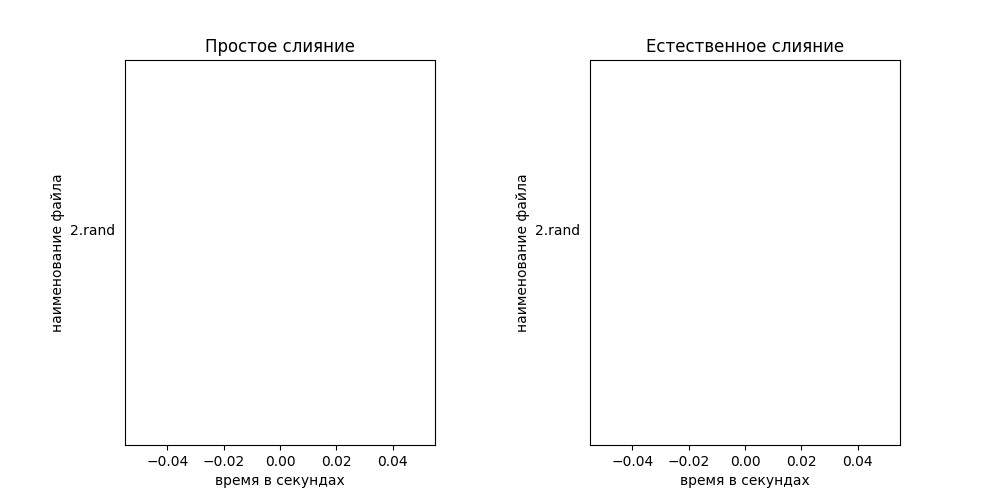 Простое слияние
наименование файла
2.rand
−0.04 −0.02 0.00 0.02 0.04
время в секундах
Естественное слияние
наименование файла
2.rand
−0.04 −0.02 0.00 0.02 0.04
время в секундах